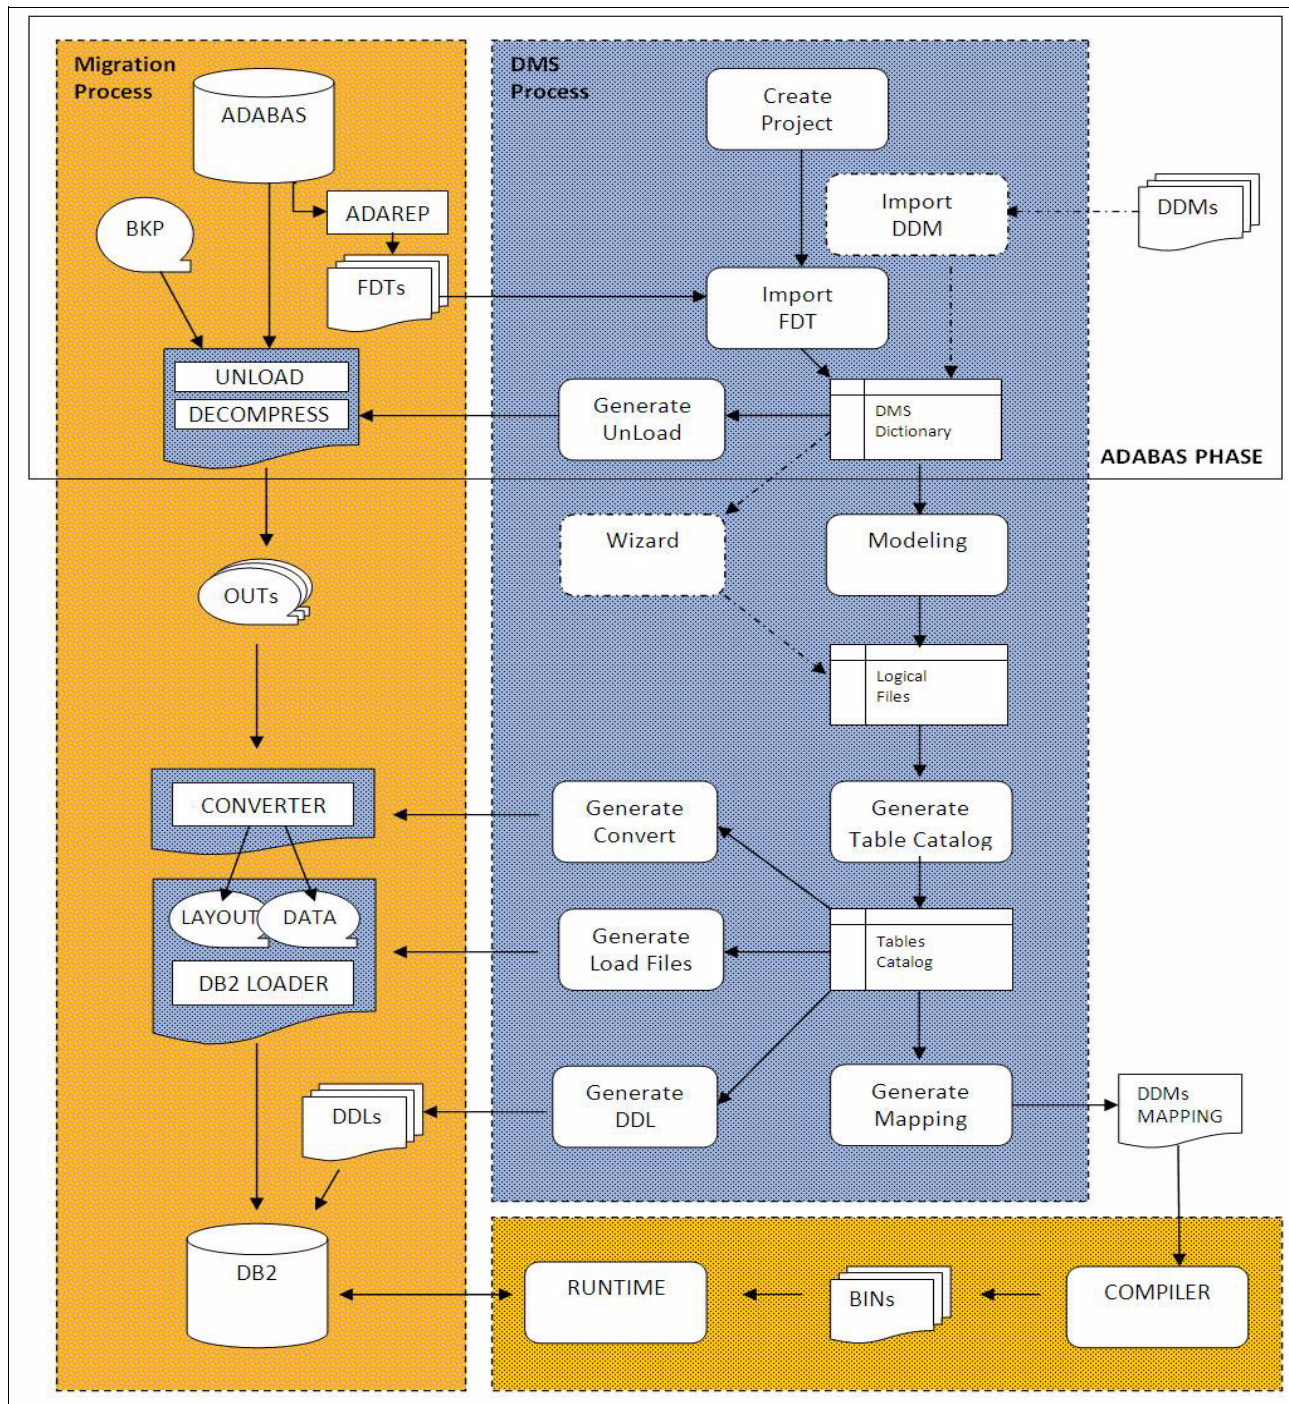 Migration
Process
ADABAS
BKP
ADAREP
FDTs
UNLOAD
DECOMPRESS
OUTs
CONVERTER
LAYOUT
DATA
DB2 LOADER
DDLs
DB2
DMS
Process
Create
Project
Import
DDM
DDMs
Import
FDT
Generate
UnLoad
DMS
Dictionary
ADABAS PHASE
Wizard
Modeling
Logical
Files
Generate
Convert
Generate
Table Catalog
Generate
Load Files
Tables
Catalog
Generate
DDL
Generate
Mapping
DDMs
MAPPING
RUNTIME
BINs
COMPILER